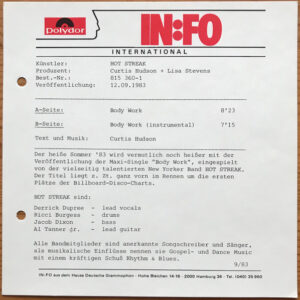 polydor
IN:FO
INTERNATIONAL
Künstler: HOT STREAK
Produzent: Curtis Hudson + Lisa Stevens
Best.-Nr.: 815 360-1
Veröffentlichung: 12.09.1983
A-Seite: Body Work 8'23
B-Seite: Body Work (instrumental) 7'15
Text und Musik: Curtis Hudson
Der heiße Sommer '83 wird vermutlich noch heißer mit der
Veröffentlichung der Maxi-Single "Body Work", eingespielt
von der vielseitig talentierten New Yorker Band HOT STREAK.
Der Titel liegt z. Zt. ganz vorn im Rennen um die ersten
Plätze der Billboard-Disco-Charts.
HOT STREAK sind:
Derrick Dupree - lead vocals
Ricci Burgess - drums
Jacob Dixon - bass
Al Tanner jr. - lead guitar
Alle Bandmitglieder sind anerkannte Songschreiber und Sänger,
als musikalische Einflüsse nennen sie Gospel- und Dance Music
mit einem kräftigen Schuß Rhythm & Blues.
9/83
IN:FO aus dem Hause Deutsche Grammophon - Hohe Bleichen 14-16 - 2000 Hamburg 36 - Tel.